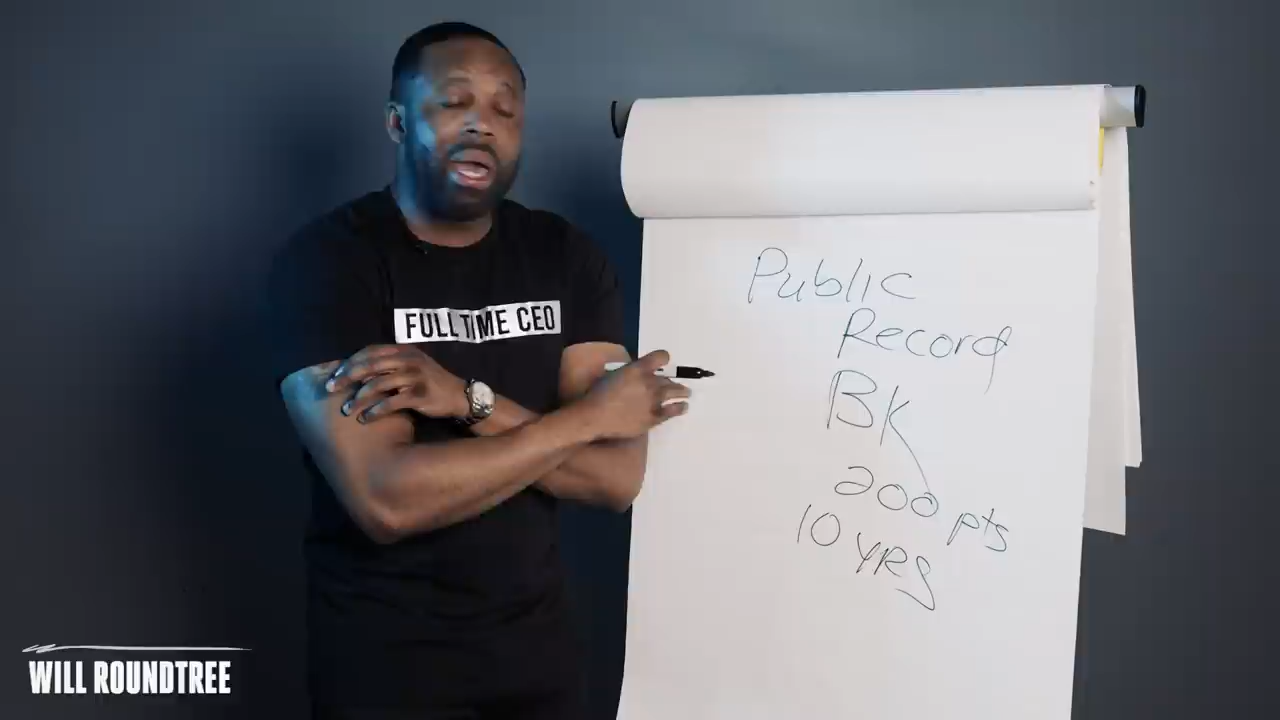 FULL TIME CEO
Public
Record
BK
200 pts
10 YRS
WILL ROUNDTREE